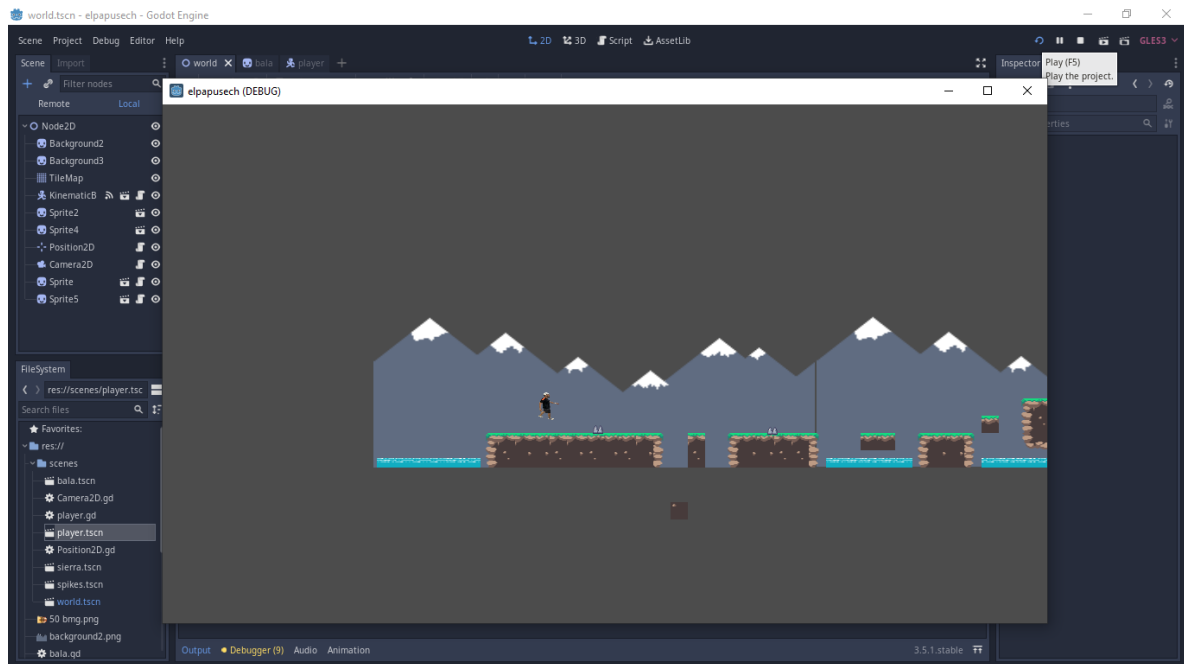 world.tscn - elpapusech - Godot Engine
Scene Project Debug Editor Help
2D 3D Script AssetLib
GLES3
Scene Import
world bala player
Inspector
Play (F5)
Play the project.
Filter nodes
Remote Local
elpapusech (DEBUG)
erties
Node2D
Background2
Background3
TileMap
KinematicB
Sprite2
Sprite4
Position2D
Camera2D
Sprite
Sprite5
FileSystem
res://scenes/player.tsc
Search files
Favorites:
res://
scenes
bala.tscn
Camera2D.gd
player.gd
player.tscn
Position2D.gd
sierra.tscn
spikes.tscn
world.tscn
50 bmg.png
background2.png
bala.gd
Output Debugger (9) Audio Animation
3.5.1.stable